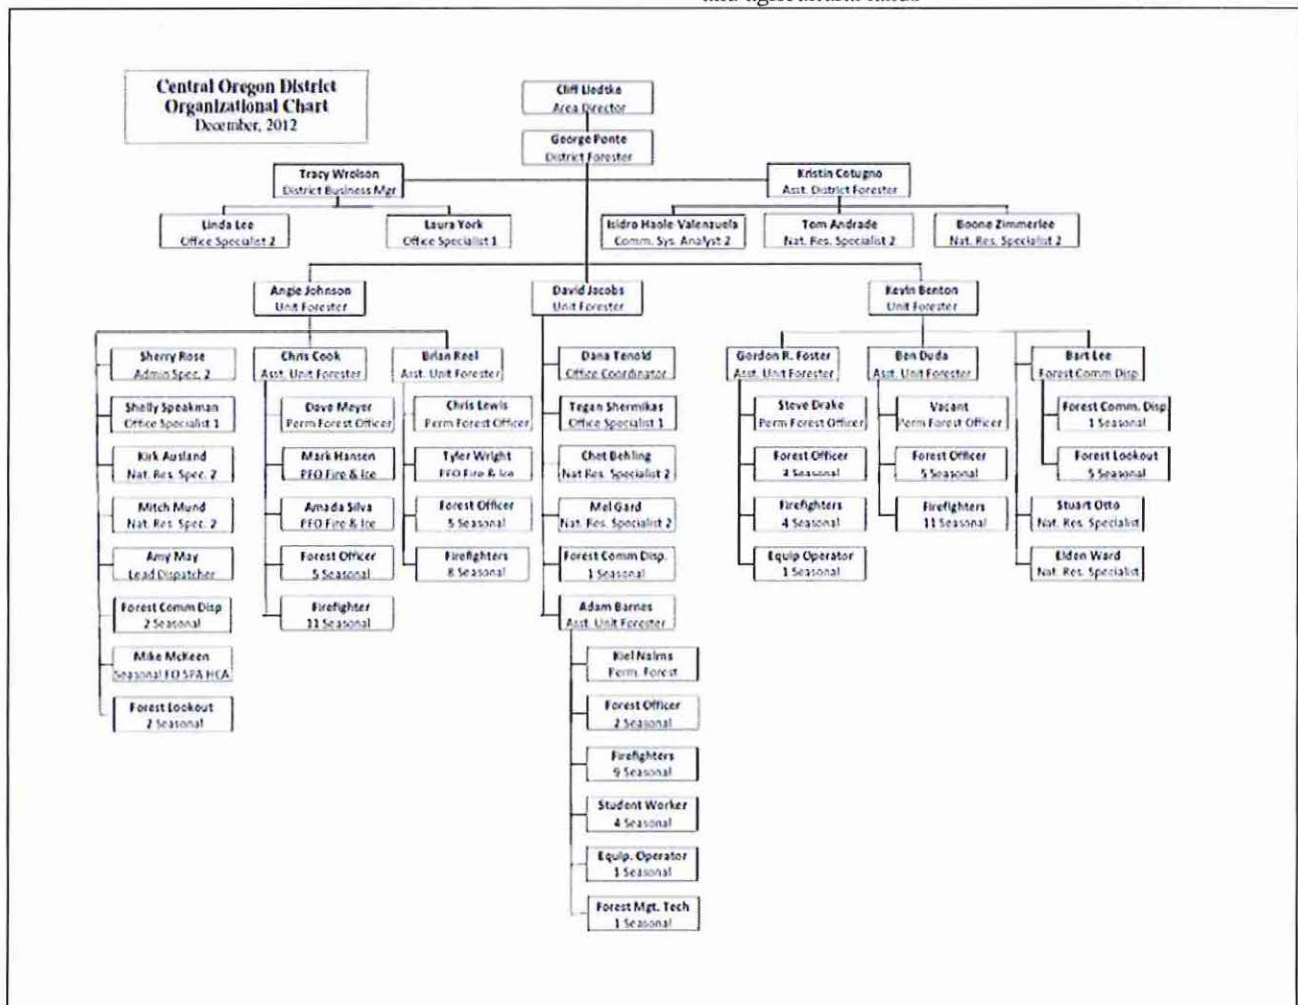 and agricultural lands
Central Oregon District
Organizational Chart
December, 2012
Cliff Liedtke
Area Director
George Ponte
District Forester
Tracy Wrolson
District Business Mgr
Kristin Cotugno
Asst. District Forester
Linda Lee
Office Specialist 2
Laura York
Office Specialist 1
Isidro Haole-Valenzuela
Comm. Sys. Analyst 2
Tom Andrade
Nat. Res. Specialist 2
Boone Zimmerlee
Nat. Res. Specialist 2
Angie Johnson
Unit Forester
David Jacobs
Unit Forester
Kevin Benton
Unit Forester
Sherry Rose
Admin Spec. 2
Shelly Speakman
Office Specialist 1
Kirk Ausland
Nat. Res. Spec. 2
Mitch Mund
Nat. Res. Spec. 2
Amy May
Lead Dispatcher
Forest Comm Disp
2 Seasonal
Mike McKeen
Seasonal FO SPA HCA
Forest Lookout
2 Seasonal
Chris Cook
Asst. Unit Forester
Dave Meyer
Perm Forest Officer
Mark Hansen
PFO Fire & Ice
Amada Silva
PFO Fire & Ice
Forest Officer
5 Seasonal
Firefighter
11 Seasonal
Brian Reel
Asst. Unit Forester
Chris Lewis
Perm Forest Officer
Tyler Wright
PFO Fire & Ice
Forest Officer
5 Seasonal
Firefighters
8 Seasonal
Dana Tenold
Office Coordinator
Tegan Shermikas
Office Specialist 1
Chet Behling
Nat Res. Specialist 2
Mel Gard
Nat. Res. Specialist 2
Forest Comm Disp.
1 Seasonal
Adam Barnes
Asst. Unit Forester
Kiel Nairns
Perm. Forest
Forest Officer
2 Seasonal
Firefighters
9 Seasonal
Student Worker
4 Seasonal
Equip. Operator
1 Seasonal
Forest Mgt. Tech
1 Seasonal
Gordon R. Foster
Asst. Unit Forester
Steve Drake
Perm Forest Officer
Forest Officer
Seasonal
Firefighters
4 Seasonal
Equip Operator
1 Seasonal
Ben Duda
Asst. Unit Forester
Vacant
Perm Forest Officer
Forest Officer
5 Seasonal
Firefighters
11 Seasonal
Bart Lee
Forest Comm Disp
Forest Comm. Disp
1 Seasonal
Forest Lookout
5 Seasonal
Stuart Otto
Nat. Res. Specialist
Elden Ward
Nat. Res. Specialist